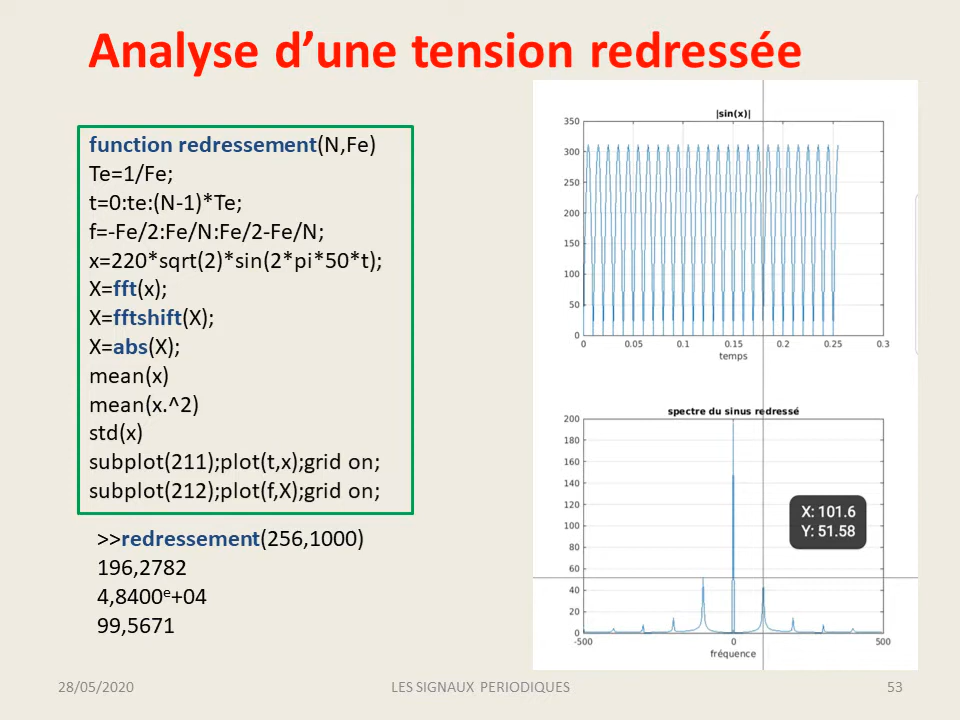 Analyse d’une tension redressée
function redressement(N,Fe)
Te=1/Fe;
t=0:te:(N-1)*Te;
f=-Fe/2:Fe/N:Fe/2-Fe/N;
x=220*sqrt(2)*sin(2*pi*50*t);
X=fft(x);
X=fftshift(X);
X=abs(X);
mean(x)
mean(x.^2)
std(x)
subplot(211);plot(t,x);grid on;
subplot(212);plot(f,X);grid on;
>>redressement(256,1000)
196,2782
4,8400e+04
99,5671
|sin(x)|
350
300
250
200
150
100
50
0
0 0.05 0.1 0.15 0.2 0.25 0.3
temps
spectre du sinus redressé
200
180
160
140
120
100
80
60
40
20
0
X: 101.6
Y: 51.58
-500 0 500
fréquence
28/05/2020
LES SIGNAUX PERIODIQUES
53